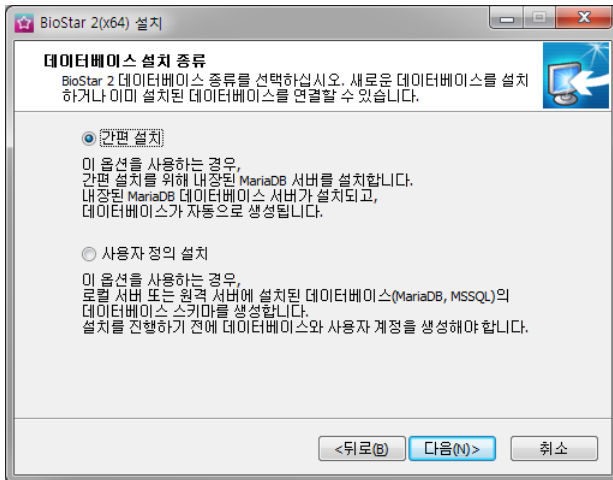 BioStar 2(x64) 설치
데이터베이스 설치 종류
BioStar 2 데이터베이스 종류를 선택하십시오. 새로운 데이터베이스를 설치
하거나 이미 설치된 데이터베이스를 연결할 수 있습니다.
간편 설치
이 옵션을 사용하는 경우,
간편 설치를 위해 내장된 MariaDB 서버를 설치합니다.
내장된 MariaDB 데이터베이스 서버가 설치되고,
데이터베이스가 자동으로 생성됩니다.
사용자 정의 설치
이 옵션을 사용하는 경우,
로컬 서버 또는 원격 서버에 설치된 데이터베이스(MariaDB, MSSQL)의
데이터베이스 스키마를 생성합니다.
설치를 진행하기 전에 데이터베이스와 사용자 계정을 생성해야 합니다.
<뒤로(B) 다음(N)> 취소